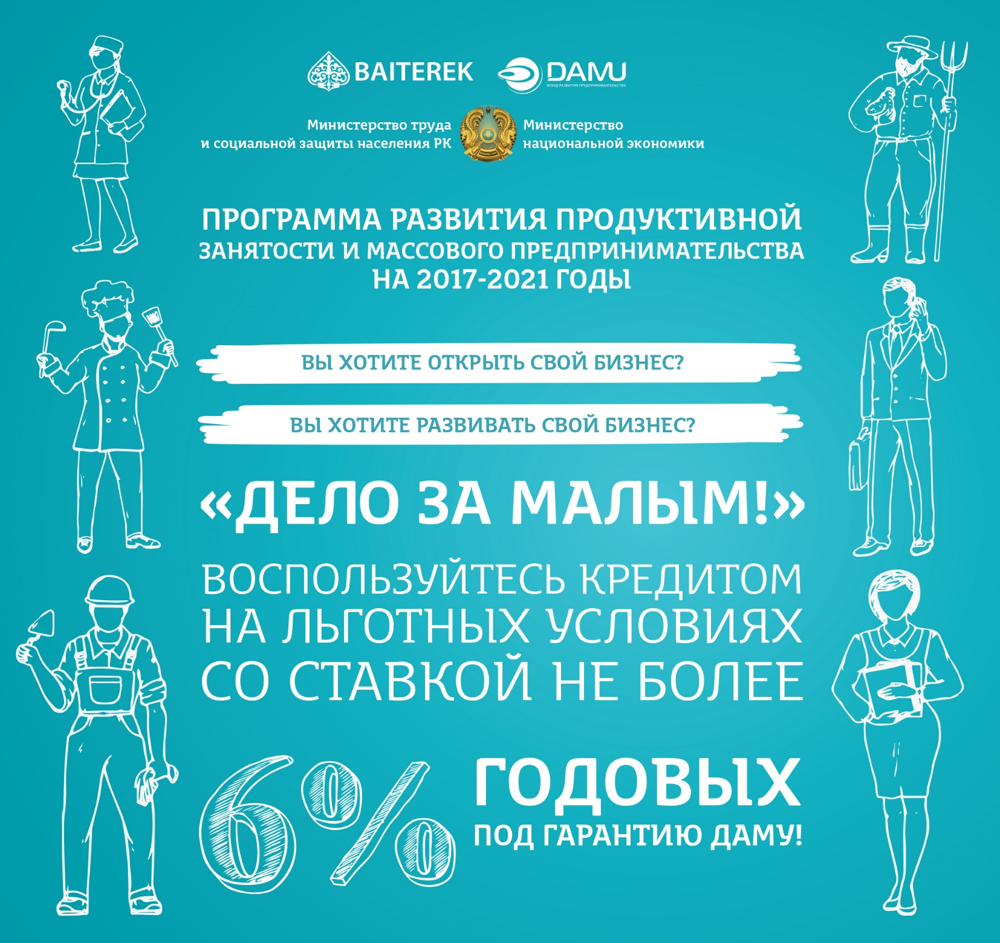 BAITEREK
DAMU
ФОНД РАЗВИТИЯ ПРЕДПРИНИМАТЕЛЬСТВА
Министерство труда
и социальной защиты населения РК
Министерство
национальной экономики
ҚАЗАҚСТАН
ПРОГРАММА РАЗВИТИЯ ПРОДУКТИВНОЙ
ЗАНЯТОСТИ И МАССОВОГО ПРЕДПРИНИМАТЕЛЬСТВА
НА 2017-2021 ГОДЫ
ВЫ ХОТИТЕ ОТКРЫТЬ СВОЙ БИЗНЕС?
ВЫ ХОТИТЕ РАЗВИВАТЬ СВОЙ БИЗНЕС?
«ДЕЛО ЗА МАЛЫМ!»
ВОСПОЛЬЗУЙТЕСЬ КРЕДИТОМ
НА ЛЬГОТНЫХ УСЛОВИЯХ
СО СТАВКОЙ НЕ БОЛЕЕ
6% ГОДОВЫХ
ПОД ГАРАНТИЮ ДАМУ!